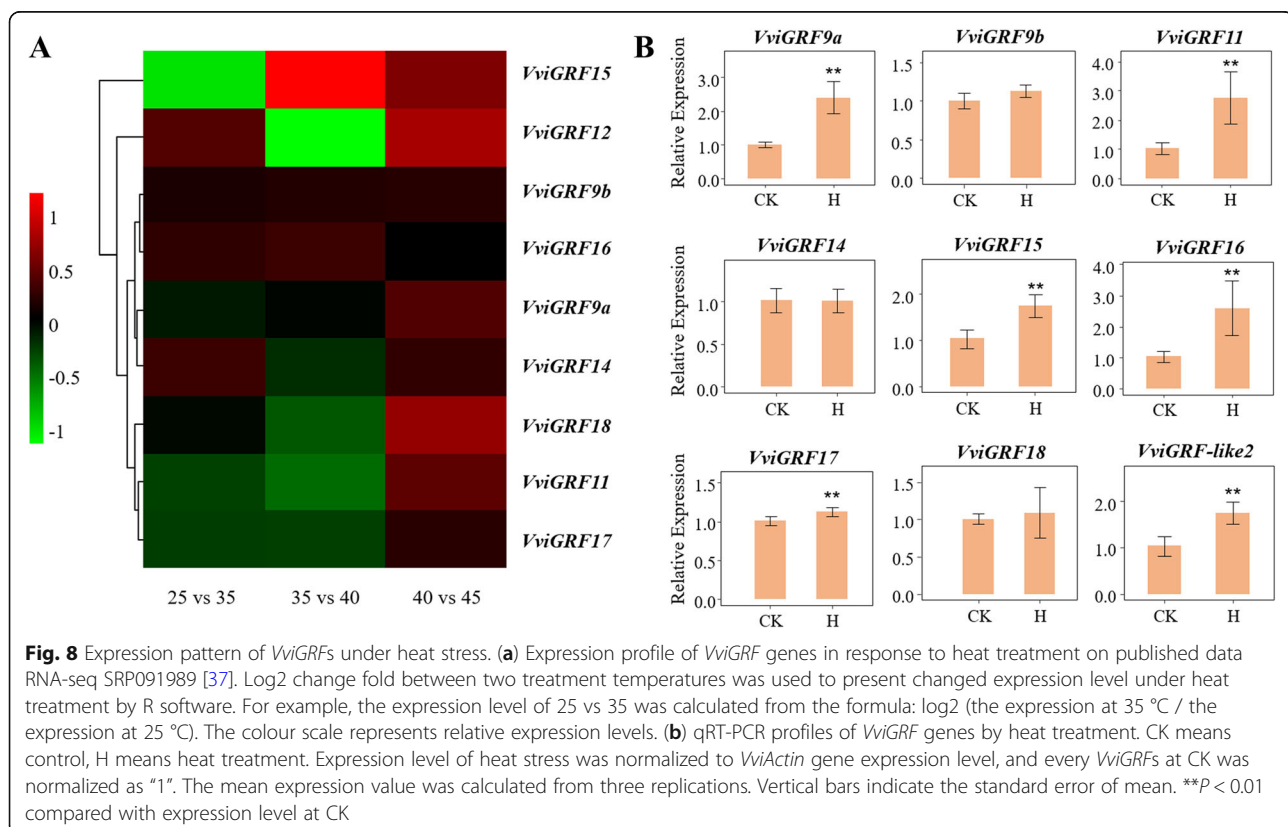 A
VviGRF15
VviGRF12
VviGRF9b
VviGRF16
VviGRF9a
VviGRF14
VviGRF18
VviGRF11
VviGRF17
1
0.5
0
-0.5
-1
25 vs 35
35 vs 40
40 vs 45
B
VviGRF9a
Relative Expression
3.0
2.0
1.0
0.0
**
CK
H
VviGRF9b
1.5
1.0
0.5
0.0
CK
H
VviGRF11
4.0
3.0
2.0
1.0
0.0
**
CK
H
VviGRF14
Relative Expression
1.0
0.5
0.0
CK
H
VviGRF15
2.0
1.0
0.0
**
CK
H
VviGRF16
4.0
3.0
2.0
1.0
0.0
**
CK
H
VviGRF17
Relative Expression
1.5
1.0
0.5
0.0
**
CK
H
VviGRF18
1.5
1.0
0.5
0.0
CK
H
VviGRF-like2
2.0
1.0
0.0
**
CK
H
Fig. 8 Expression pattern of VviGRFs under heat stress. (a) Expression profile of VviGRF genes in response to heat treatment on published data
RNA-seq SRP091989 [37]. Log2 change fold between two treatment temperatures was used to present changed expression level under heat
treatment by R software. For example, the expression level of 25 vs 35 was calculated from the formula: log2 (the expression at 35 °C / the
expression at 25 °C). The colour scale represents relative expression levels. (b) qRT-PCR profiles of VviGRF genes by heat treatment. CK means
control, H means heat treatment. Expression level of heat stress was normalized to VviActin gene expression level, and every VviGRFs at CK was
normalized as “1”. The mean expression value was calculated from three replications. Vertical bars indicate the standard error of mean. **P < 0.01
compared with expression level at CK